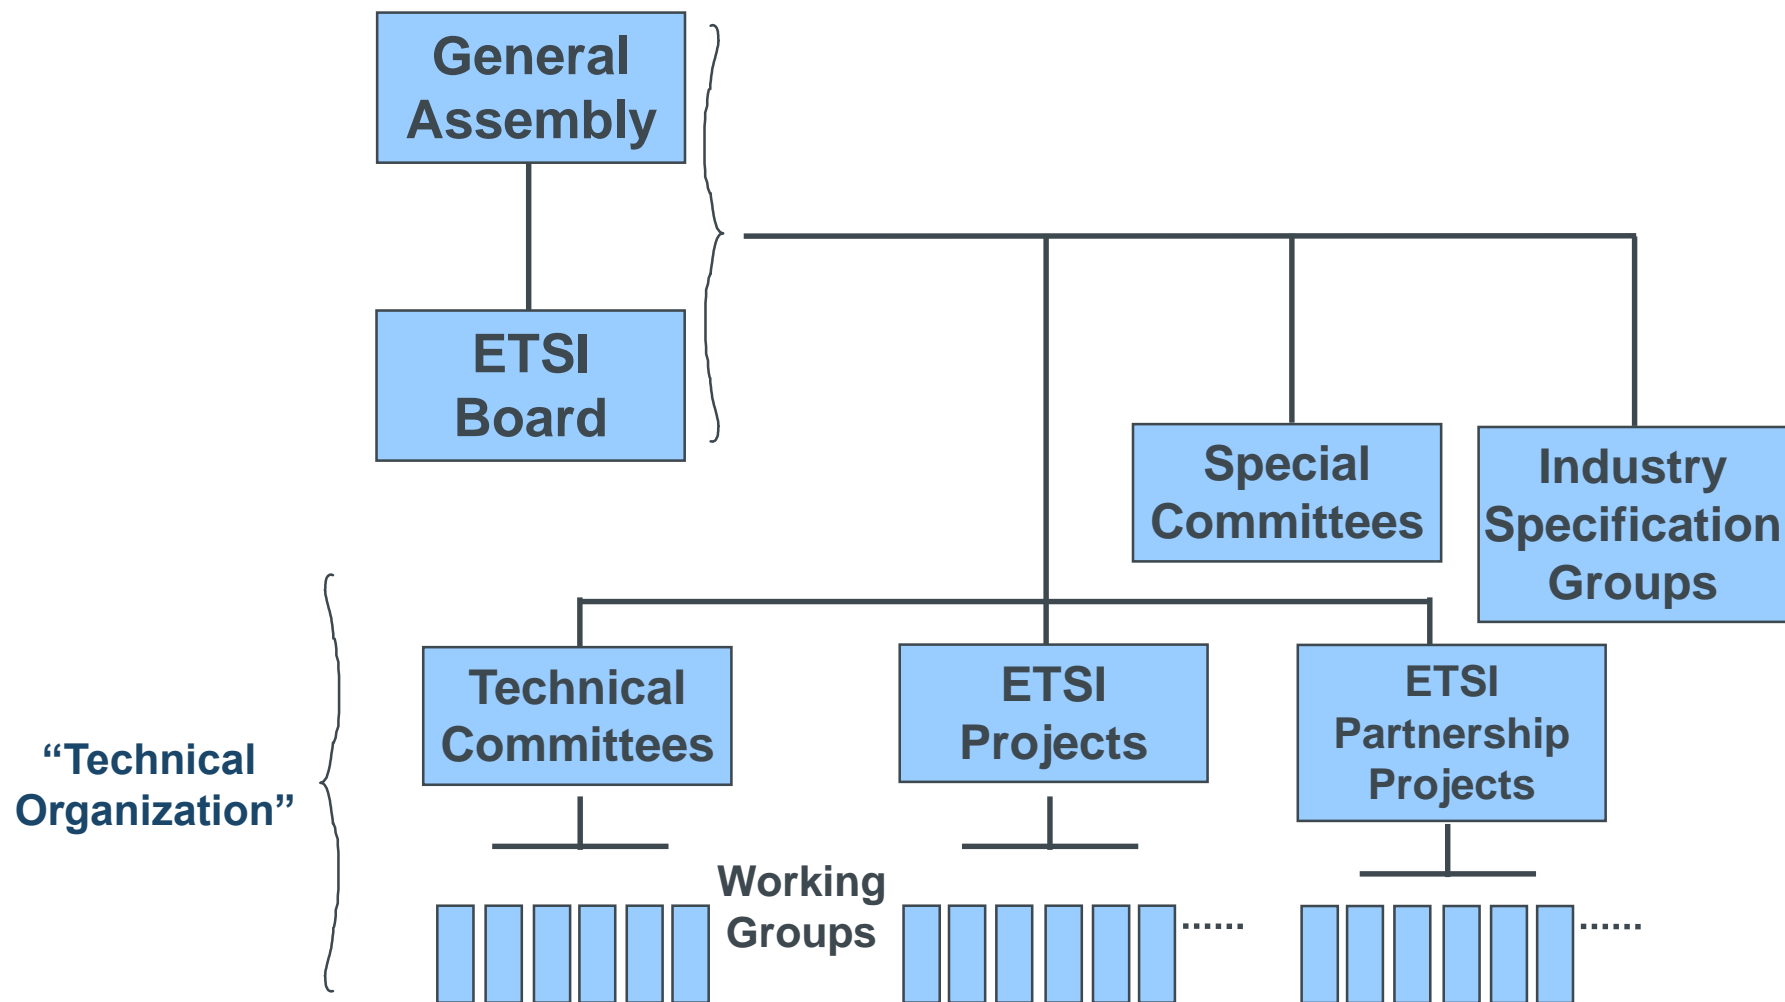 General
Assembly
ETSI
Board
Special
Committees
Industry
Specification
Groups
Technical
Committees
ETSI
Projects
ETSI
Partnership
Projects
“Technical
Organization”
Working
Groups